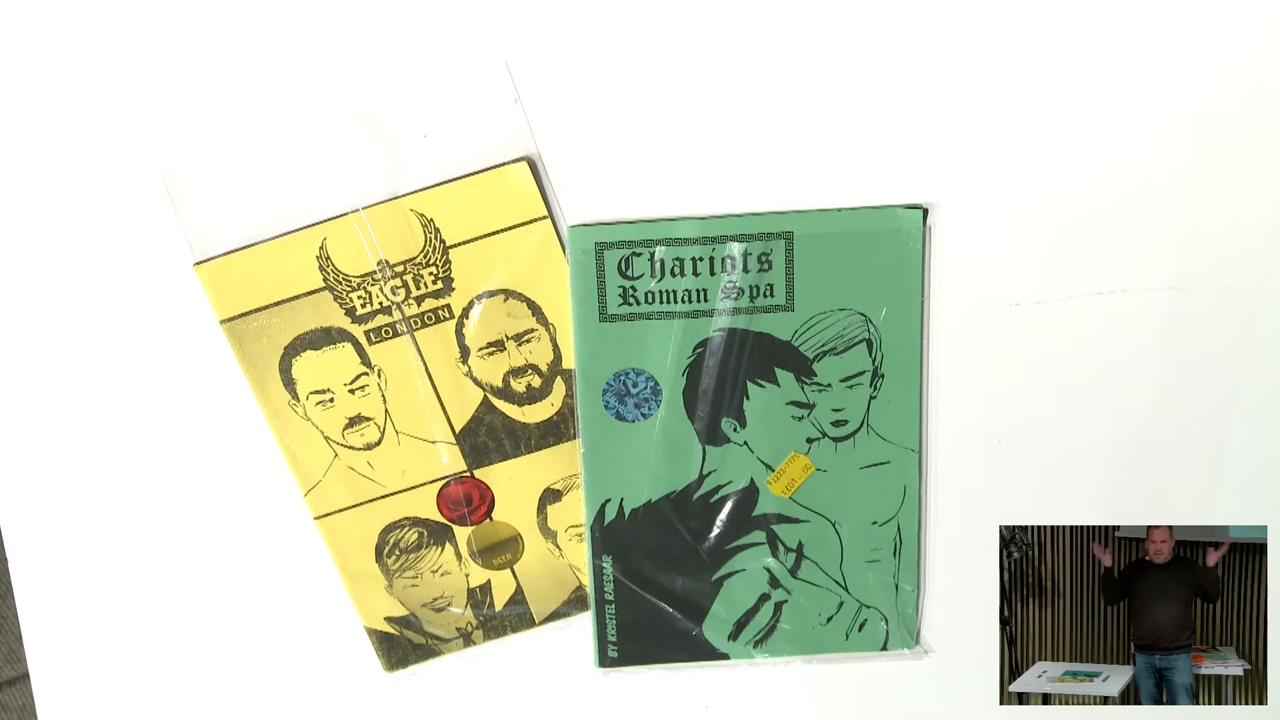 EAGLE
LONDON
BEER
Chariots
Roman Spa
BY KRISTEL RAESAAR